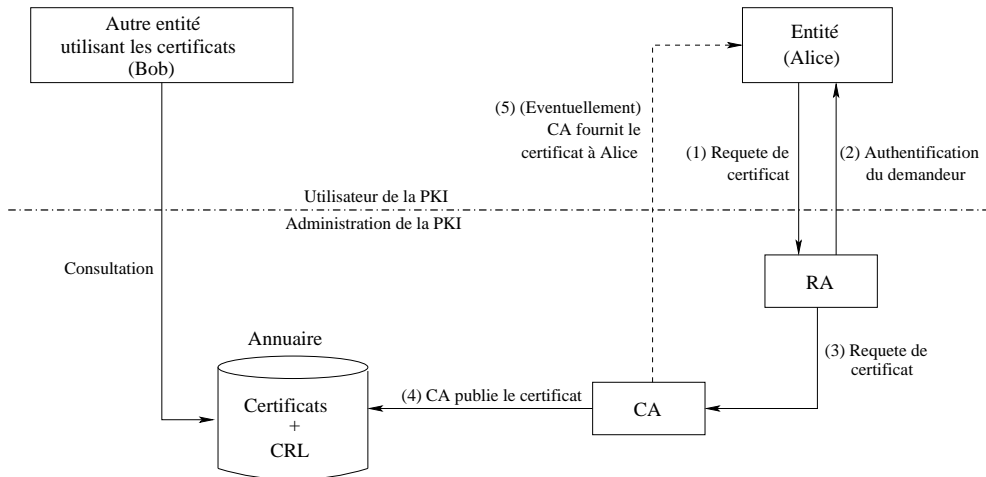 Autre entité
utilisant les certificats
(Bob)
Entité
(Alice)
(5) (Eventuellement)
CA fournit le
certificat à Alice
(1) Requete de
certificat
(2) Authentification
du demandeur
Utilisateur de la PKI
Administration de la PKI
Consultation
RA
Annuaire
(3) Requete de
certificat
(4) CA publie le certificat
CA
Certificats
+
CRL